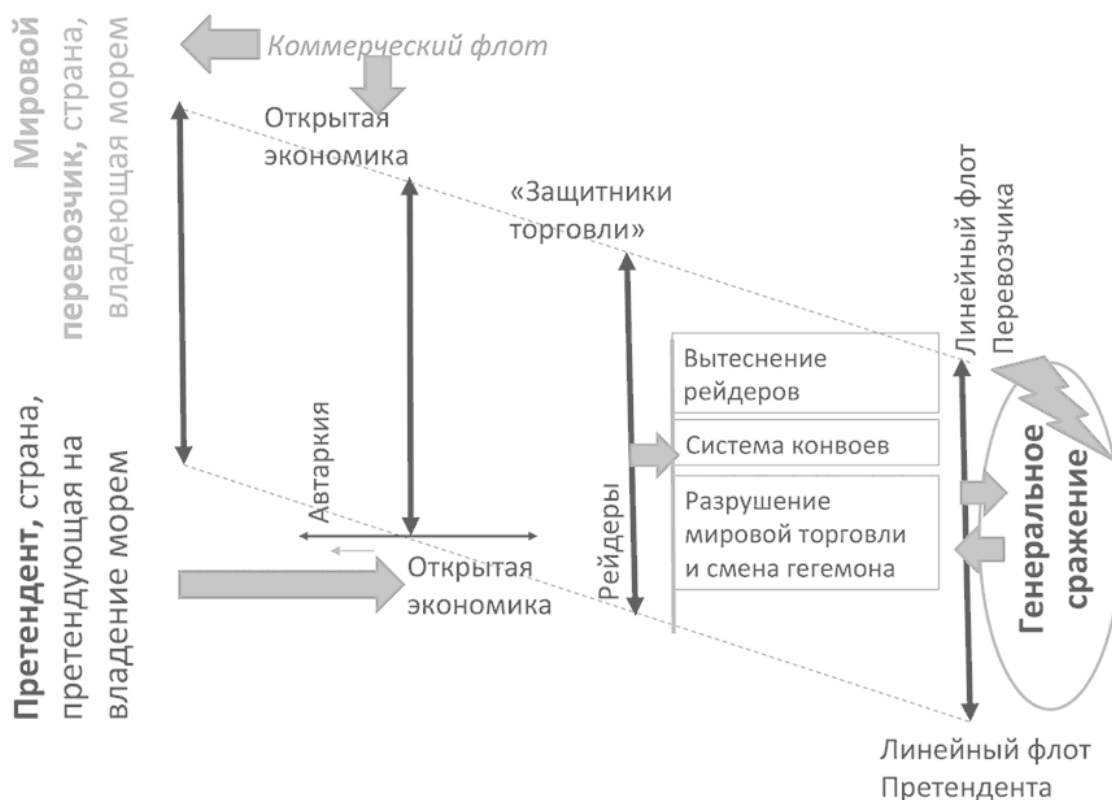 Мировой
перевозчик, страна,
владеющая морем
Коммерческий флот
Открытая
экономика
«Защитники
торговли»
Линейный флот
Перевозчика
Вытеснение
рейдеров
Система конвоев
Разрушение
мировой торговли
и смена гегемона
Генеральное
сражение
Претендент, страна,
претендующая на
владение морем
Автаркия
Открытая
экономика
Рейдеры
Линейный флот
Претендента